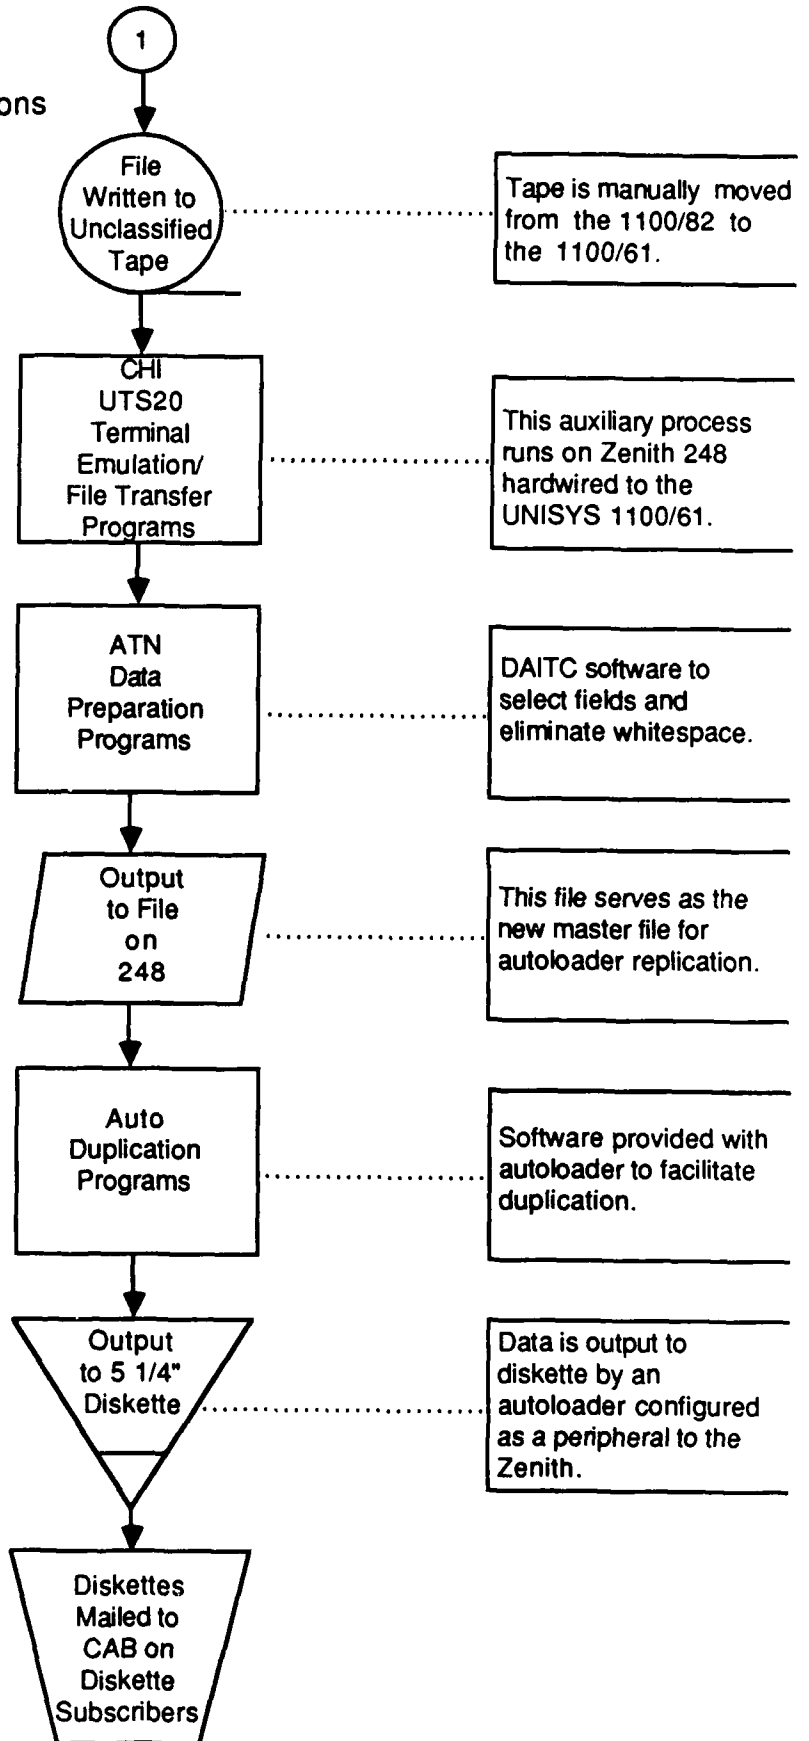 1
ons
File
Written to
Unclassified
Tape
Tape is manually moved
from the 1100/82 to
the 1100/61.
CHI
UTS20
Terminal
Emulation/
File Transfer
Programs
This auxiliary process
runs on Zenith 248
hardwired to the
UNISYS 1100/61.
ATN
Data
Preparation
Programs
DAITC software to
select fields and
eliminate whitespace.
Output
to File
on
248
This file serves as the
new master file for
autoloader replication.
Auto
Duplication
Programs
Software provided with
autoloader to facilitate
duplication.
Output
to 5 1/4"
Diskette
Data is output to
diskette by an
autoloader configured
as a peripheral to the
Zenith.
Diskettes
Mailed to
CAB on
Diskette
Subscribers